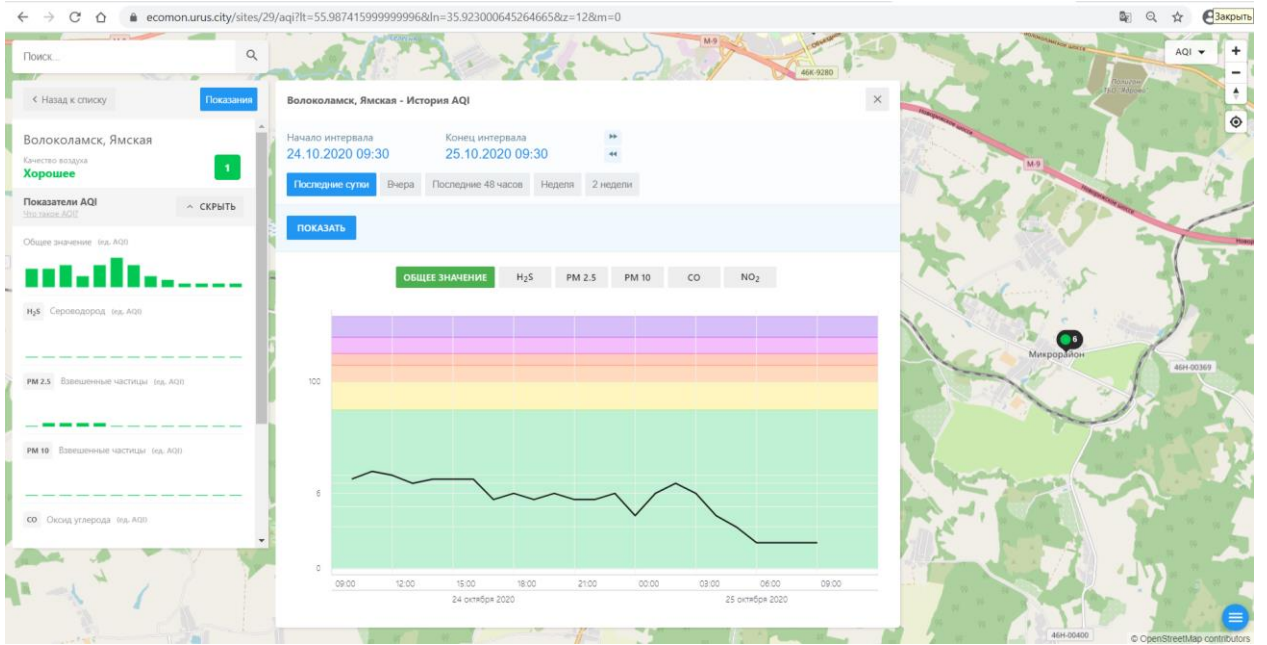 ecomon.urus.city/sites/29/aqi?lt=55.987415999999996&ln=35.92300064526466​5&z=12&m=0
Закрыть
Поиск...
AQI
+
−
< Назад к списку
Показания
Волоколамск, Ямская
Качество воздуха
Хорошее
1
Показатели AQI
Что такое AQI?
СКРЫТЬ
Общее значение (ед. AQI)
H₂S Сероводород (ед. AQI)
PM 2.5 Взвешенные частицы (ед. AQI)
PM 10 Взвешенные частицы (ед. AQI)
CO Оксид углерода (ед. AQI)
Волоколамск, Ямская - История AQI
Начало интервала Конец интервала
24.10.2020 09:30 25.10.2020 09:30
Последние сутки Вчера Последние 48 часов Неделя 2 недели
ПОКАЗАТЬ
ОБЩЕЕ ЗНАЧЕНИЕ H₂S PM 2.5 PM 10 CO NO₂
100
6
0
09:00 12:00 15:00 18:00 21:00 00:00 03:00 06:00 09:00
24 октября 2020 25 октября 2020
М-9
46К-9280
М-9
Новорижское шоссе
6
Микрорайон
46Н-00369
46Н-00400
© OpenStreetMap contributors